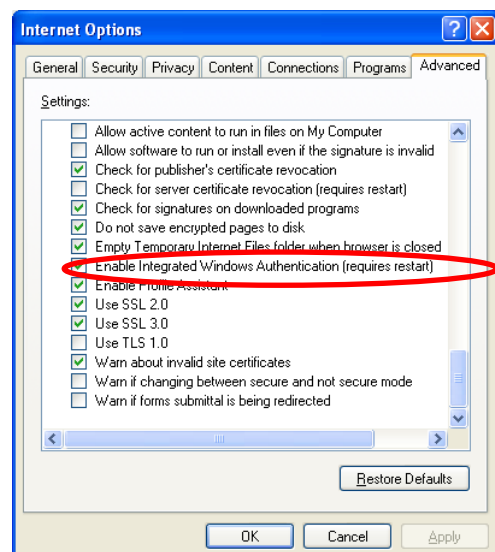 Internet Options
General Security Privacy Content Connections Programs Advanced
Settings:
Allow active content to run in files on My Computer
Allow software to run or install even if the signature is invalid
Check for publisher's certificate revocation
Check for server certificate revocation (requires restart)
Check for signatures on downloaded programs
Do not save encrypted pages to disk
Empty Temporary Internet Files folder when browser is closed
Enable Integrated Windows Authentication (requires restart)
Enable Profile Assistant
Use SSL 2.0
Use SSL 3.0
Use TLS 1.0
Warn about invalid site certificates
Warn if changing between secure and not secure mode
Warn if forms submittal is being redirected
Restore Defaults
OK Cancel Apply